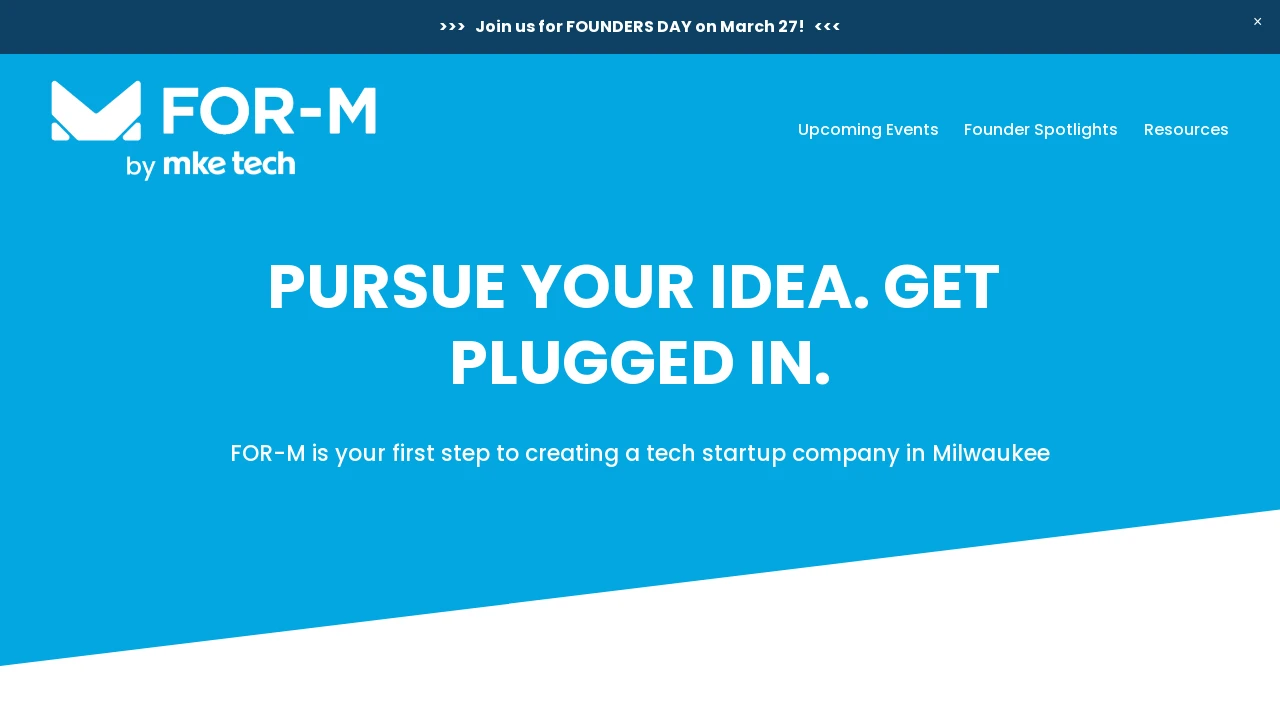 >>> Join us for FOUNDERS DAY on March 27! <<<
×
FOR-M
by mke tech
Upcoming Events
Founder Spotlights
Resources
PURSUE YOUR IDEA. GET
PLUGGED IN.
FOR-M is your first step to creating a tech startup company in Milwaukee